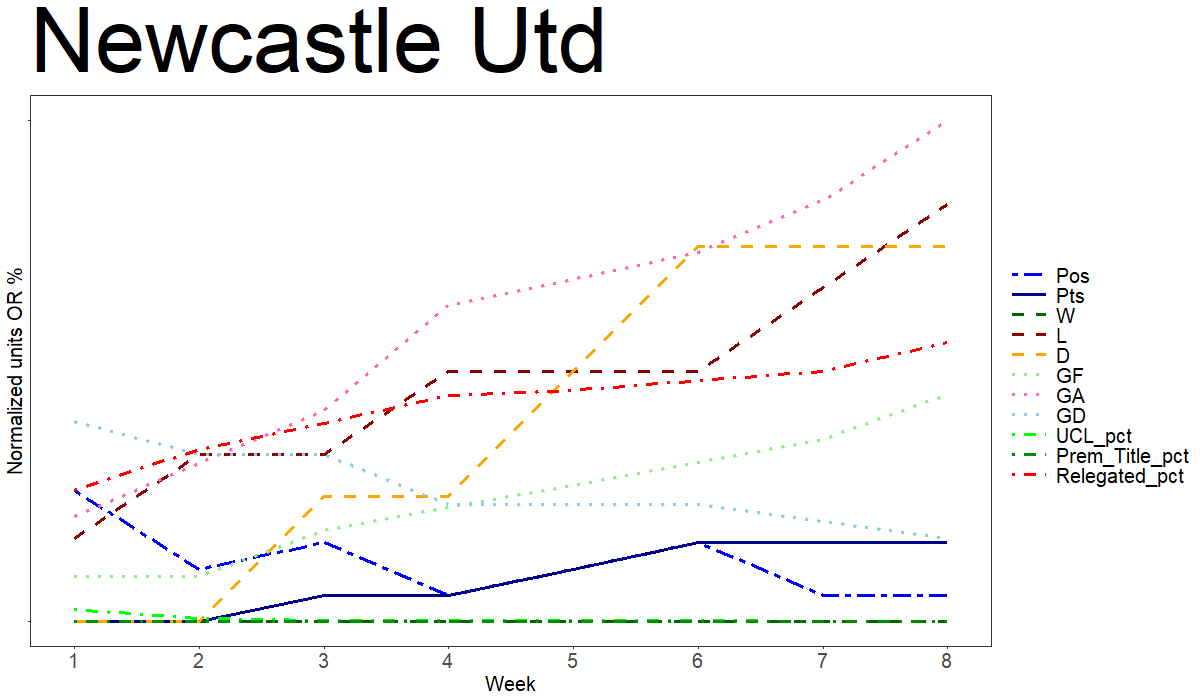 Newcastle Utd
Normalized units OR %
Pos
Pts
W
L
D
GF
GA
GD
UCL_pct
Prem_Title_pct
Relegated_pct
1 2 3 4 5 6 7 8
Week